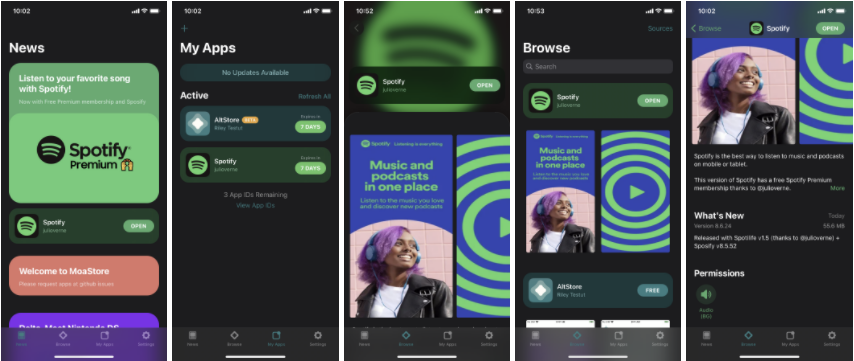 10:02
News
Listen to your favorite song
with Spotify!
Now with Free Premium membership and Spotify
Spotify
Premium
Spotify
julioverne
OPEN
Welcome to MoaStore
Please request apps at github issues
Delta-Meet Nintendo DS
News
Browse
My Apps
Settings
10:02
+
My Apps
No Updates Available
Active
Refresh All
AltStore BETA
Riley Testut
Expires in
7 DAYS
Spotify
julioverne
Expires in
7 DAYS
3 App IDs Remaining
View App IDs
News
Browse
My Apps
Settings
10:52
Spotify
julioverne
OPEN
Spotify
Listening is everything
Music and
podcasts
in one place
Listen to the music you love
and discover new podcasts
News
Browse
My Apps
Settings
10:53
Sources
Browse
Search
Spotify
julioverne
OPEN
Spotify
Listening is everything
Music and
podcasts
in one place
Listen to the music you love
and discover new podcasts
AltStore
Riley Testut
FREE
News
Browse
My Apps
Settings
10:02
Browse
Spotify
OPEN
Spotify is the best way to listen to music and podcasts
on mobile or tablet.
This version of Spotify has a free Spotify Premium
membership thanks to @julioverne.
More
What's New
Today
Version 8.6.24
55.6 MB
Released with Spotilife v1.5 (thanks to @julioverne) +
Spotify v8.5.52
Permissions
Audio
(BG)
News
Browse
My Apps
Settings